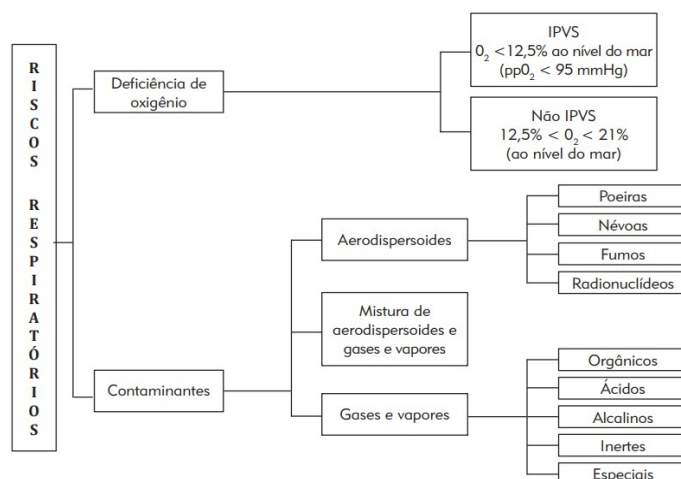 RISCOS RESPIRATÓRIOS
Deficiência de
oxigênio
IPVS
O₂ <12,5% ao nível do mar
(ppO₂ < 95 mmHg)
Não IPVS
12,5% < O₂ < 21%
(ao nível do mar)
Contaminantes
Aerodispersoides
Poeiras
Névoas
Fumos
Radionuclídeos
Mistura de
aerodispersoides e
gases e vapores
Gases e vapores
Orgânicos
Ácidos
Alcalinos
Inertes
Especiais